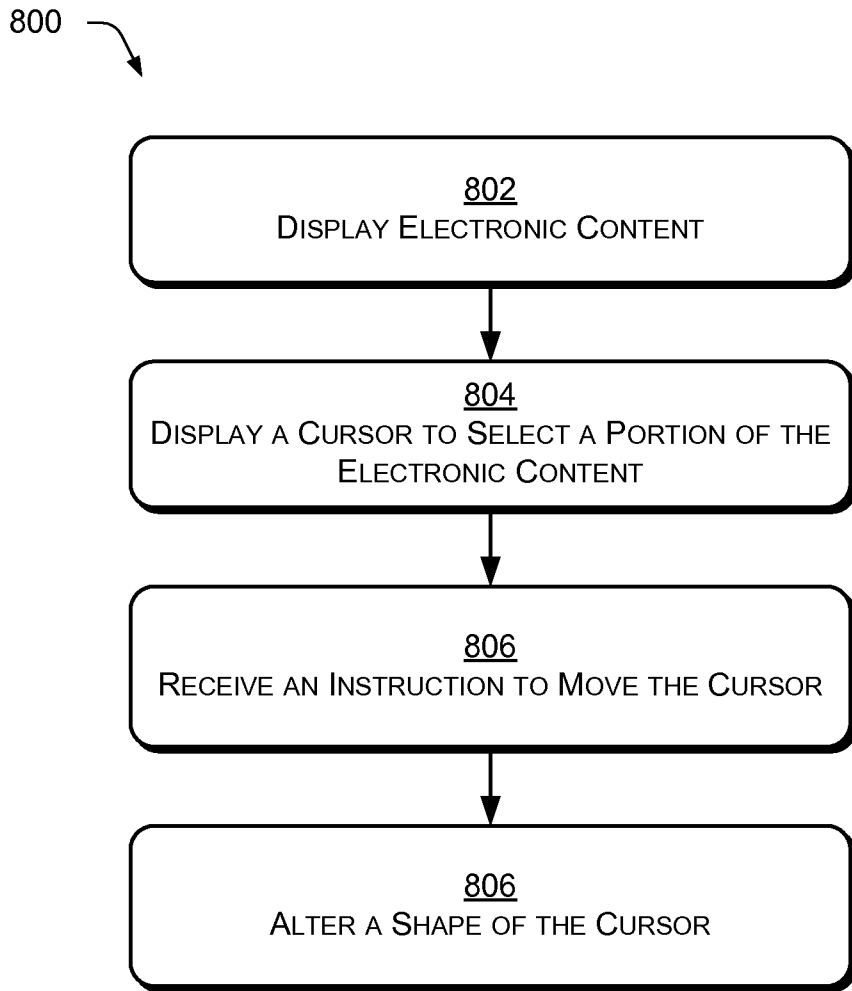 800
802
DISPLAY ELECTRONIC CONTENT
804
DISPLAY A CURSOR TO SELECT A PORTION OF THE
ELECTRONIC CONTENT
806
RECEIVE AN INSTRUCTION TO MOVE THE CURSOR
806
ALTER A SHAPE OF THE CURSOR